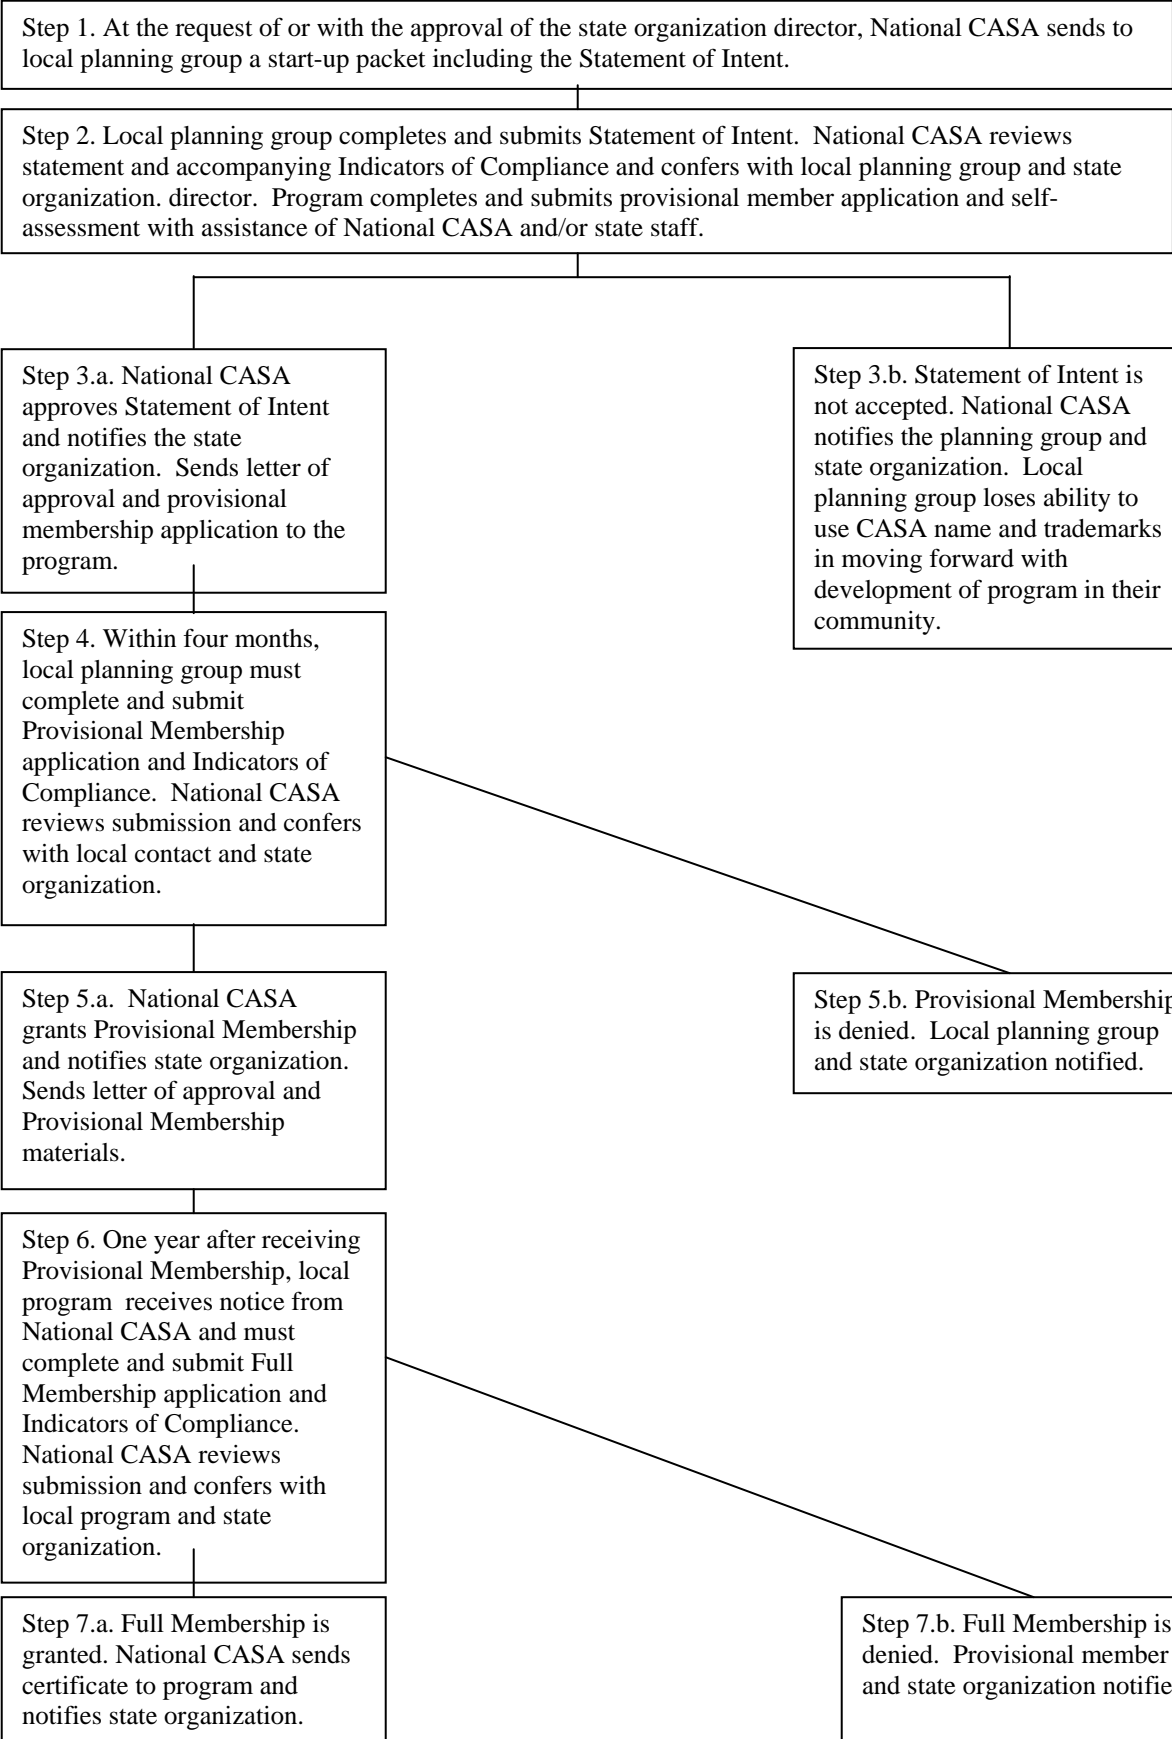 Step 1. At the request of or with the approval of the state organization director, National CASA sends to
local planning group a start-up packet including the Statement of Intent.
Step 2. Local planning group completes and submits Statement of Intent.  National CASA reviews
statement and accompanying Indicators of Compliance and confers with local planning group and state
organization. director.  Program completes and submits provisional member application and self-
assessment with assistance of National CASA and/or state staff.
Step 3.a. National CASA
approves Statement of Intent
and notifies the state
organization.  Sends letter of
approval and provisional
membership application to the
program.
Step 3.b. Statement of Intent is
not accepted. National CASA
notifies the planning group and
state organization.  Local
planning group loses ability to
use CASA name and trademarks
in moving forward with
development of program in their
community.
Step 4. Within four months,
local planning group must
complete and submit
Provisional Membership
application and Indicators of
Compliance.  National CASA
reviews submission and confers
with local contact and state
organization.
Step 5.a.  National CASA
grants Provisional Membership
and notifies state organization.
Sends letter of approval and
Provisional Membership
materials.
Step 5.b. Provisional Membership
is denied.  Local planning group
and state organization notified.
Step 6. One year after receiving
Provisional Membership, local
program  receives notice from
National CASA and must
complete and submit Full
Membership application and
Indicators of Compliance.
National CASA reviews
submission and confers with
local program and state
organization.
Step 7.a. Full Membership is
granted. National CASA sends
certificate to program and
notifies state organization.
Step 7.b. Full Membership is
denied.  Provisional member
and state organization notifie